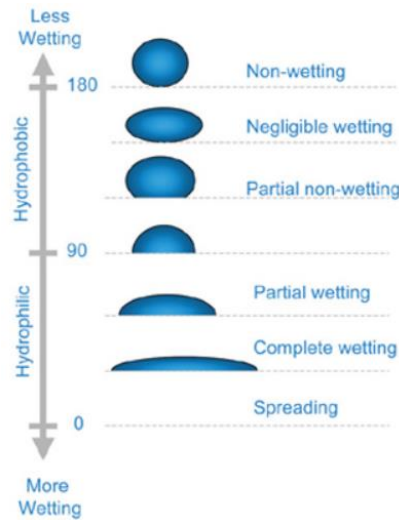 Less
Wetting
180
Non-wetting
Negligible wetting
Hydrophobic
Partial non-wetting
90
Partial wetting
Hydrophilic
Complete wetting
Spreading
0
More
Wetting